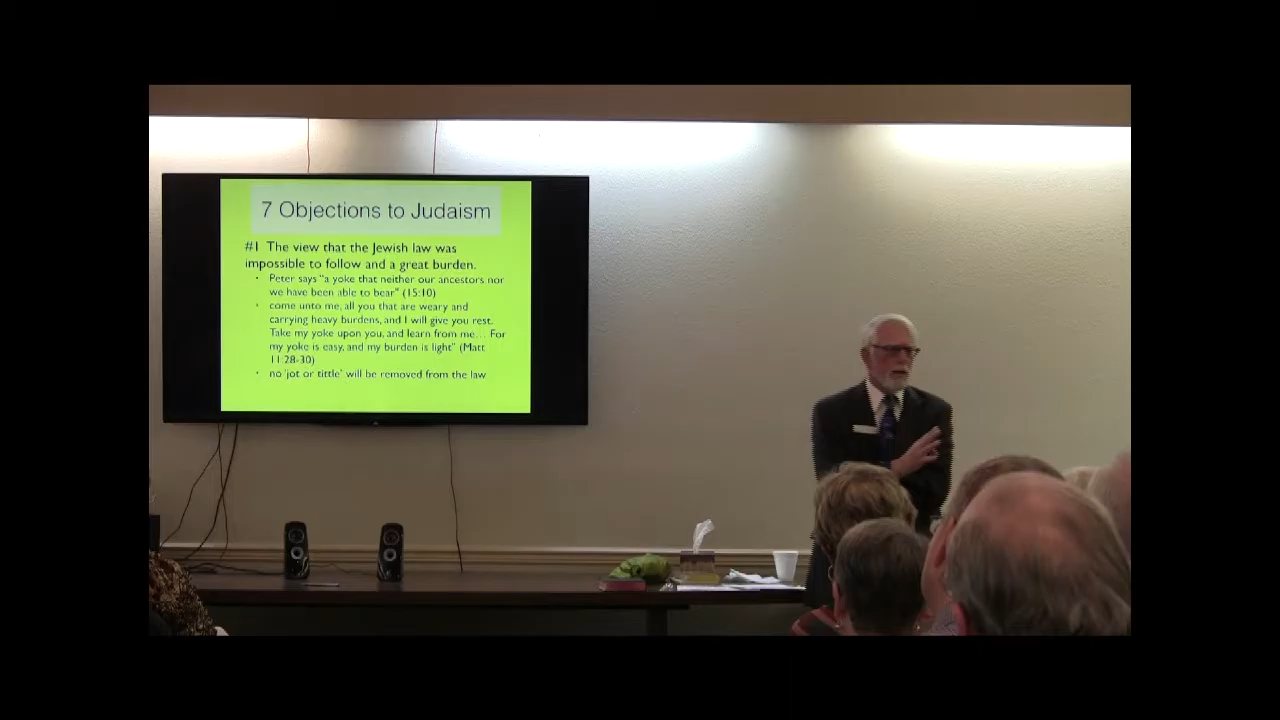 7 Objections to Judaism
#1 The view that the Jewish law was
impossible to follow and a great burden.
• Peter says "a yoke that neither our ancestors nor
we have been able to bear" (15:10)
• come unto me, all you that are weary and
carrying heavy burdens, and I will give you rest.
Take my yoke upon you, and learn from me... For
my yoke is easy, and my burden is light" (Matt
11:28-30)
• no 'jot or tittle' will be removed from the law